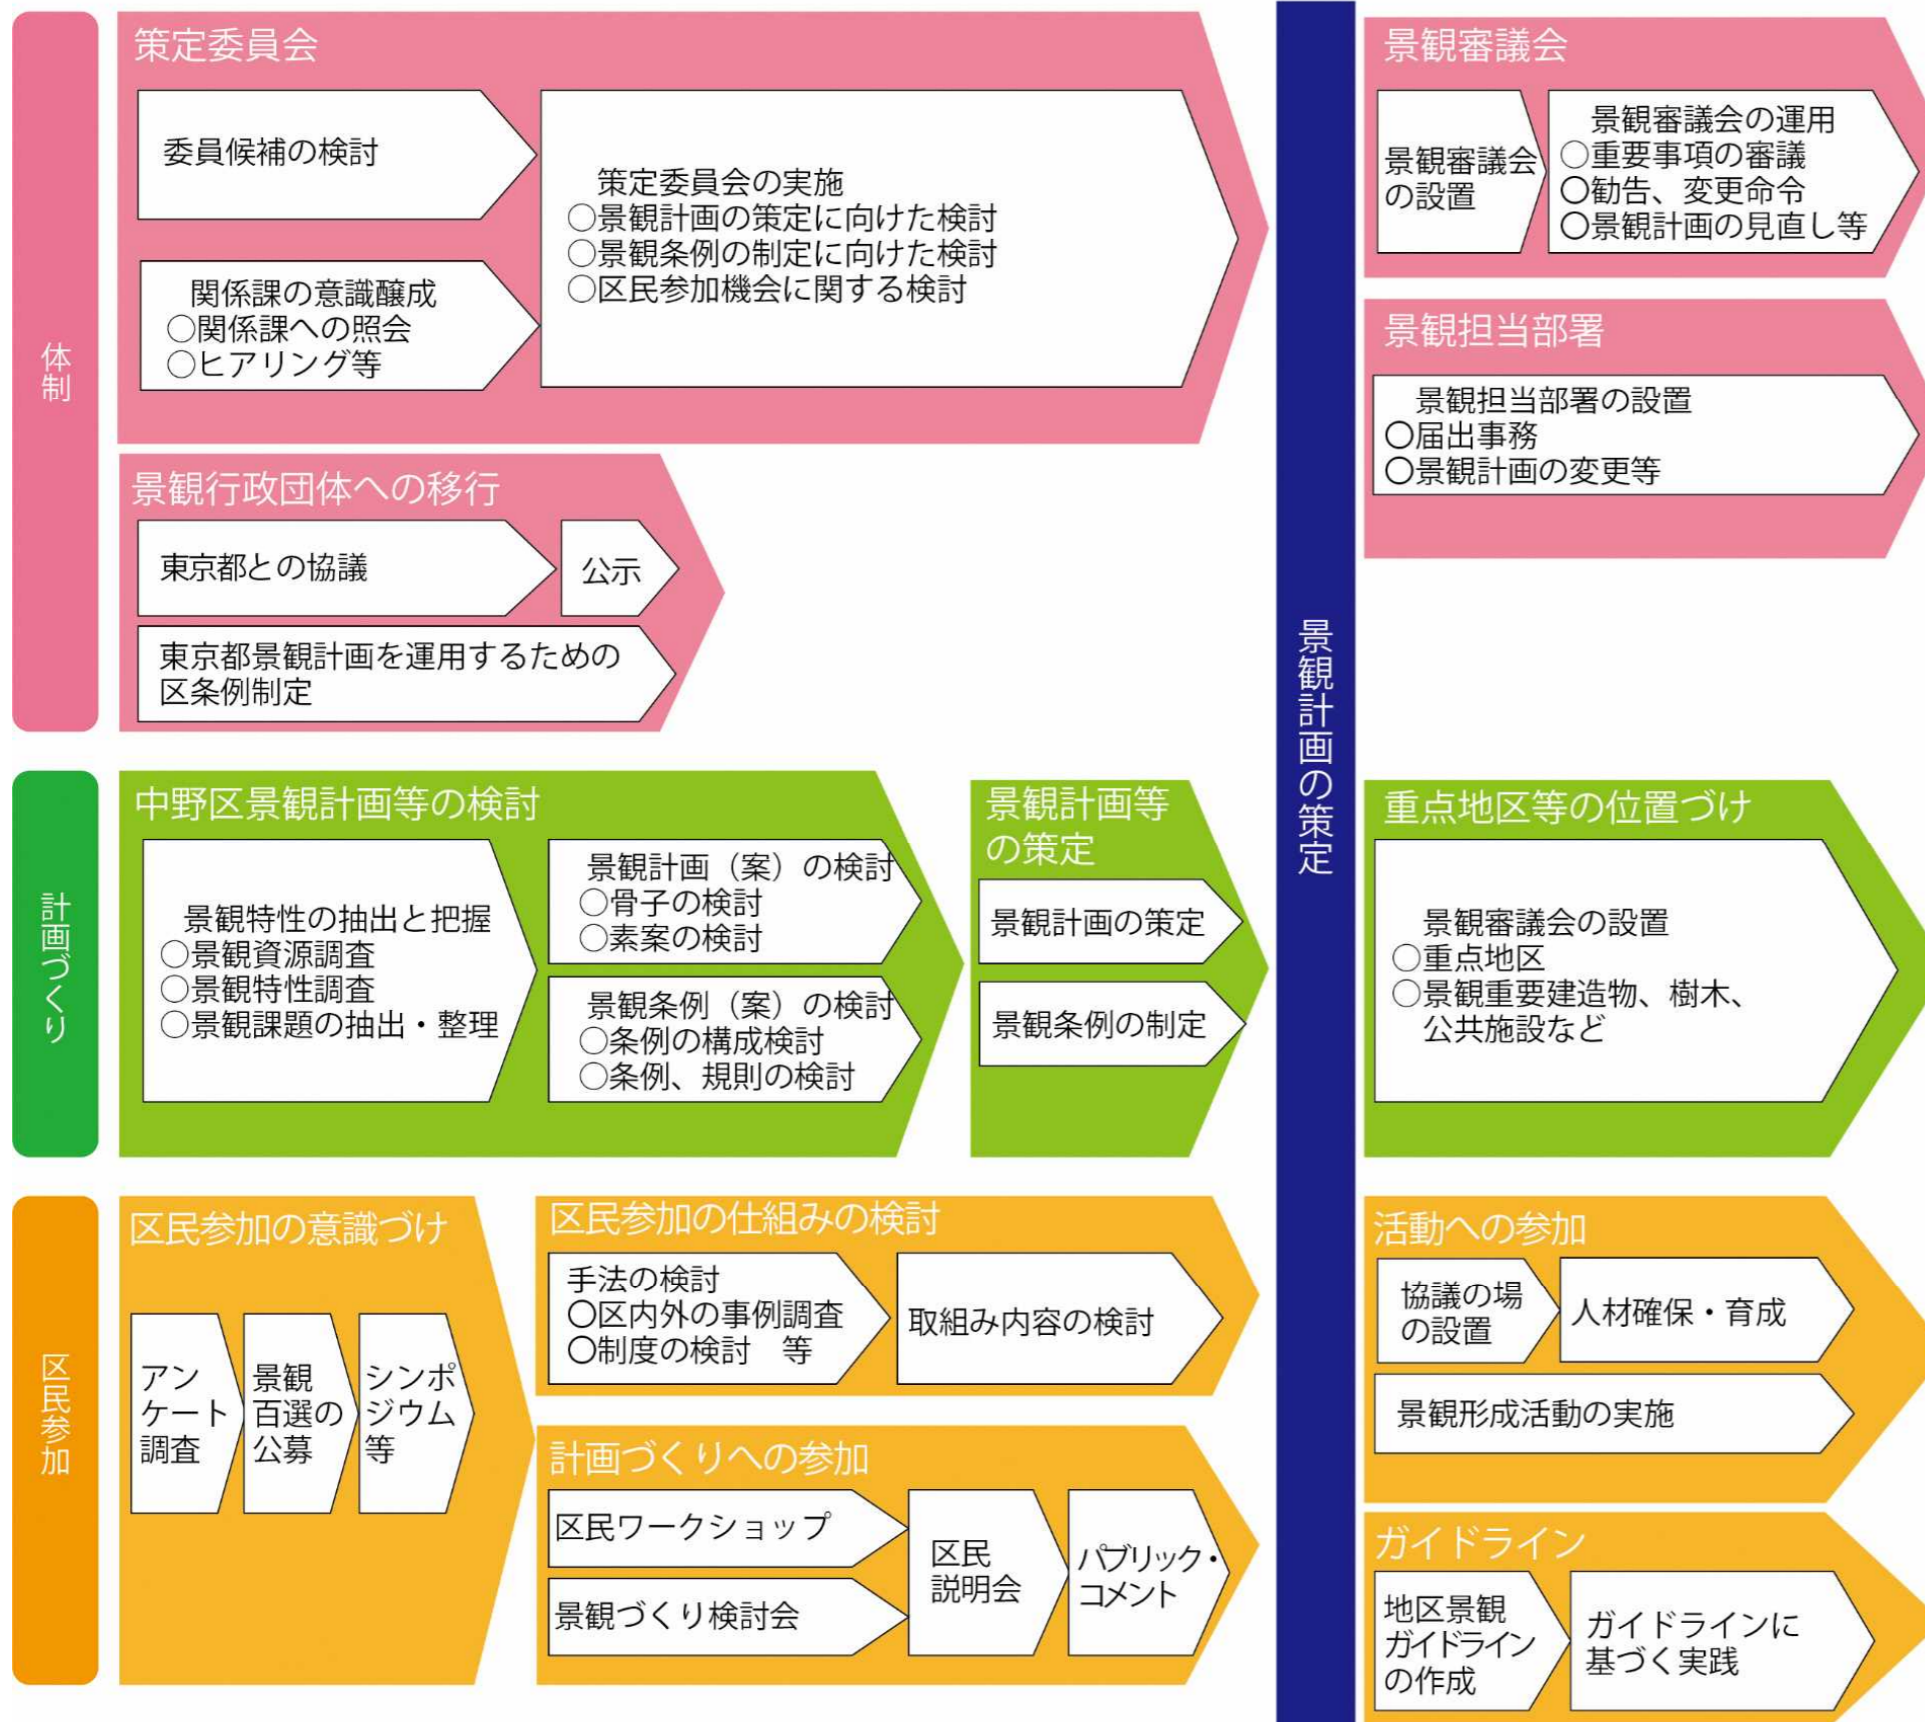 体制
策定委員会
委員候補の検討
関係課の意識醸成
○関係課への照会
○ヒアリング等
策定委員会の実施
○景観計画の策定に向けた検討
○景観条例の制定に向けた検討
○区民参加機会に関する検討
景観行政団体への移行
東京都との協議
公示
東京都景観計画を運用するための
区条例制定
景観計画の策定
景観審議会
景観審議会
の設置
景観審議会の運用
○重要事項の審議
○勧告、変更命令
○景観計画の見直し等
景観担当部署
景観担当部署の設置
○届出事務
○景観計画の変更等
計画づくり
中野区景観計画等の検討
景観特性の抽出と把握
○景観資源調査
○景観特性調査
○景観課題の抽出・整理
景観計画（案）の検討
○骨子の検討
○素案の検討
景観条例（案）の検討
○条例の構成検討
○条例、規則の検討
景観計画等
の策定
景観計画の策定
景観条例の制定
重点地区等の位置づけ
景観審議会の設置
○重点地区
○景観重要建造物、樹木、
公共施設など
区民参加
区民参加の意識づけ
アン
ケート
調査
景観
百選の
公募
シンポ
ジウム
等
区民参加の仕組みの検討
手法の検討
○区内外の事例調査
○制度の検討　等
取組み内容の検討
計画づくりへの参加
区民ワークショップ
景観づくり検討会
区民
説明会
パブリック・
コメント
活動への参加
協議の場
の設置
人材確保・育成
景観形成活動の実施
ガイドライン
地区景観
ガイドライン
の作成
ガイドラインに
基づく実践